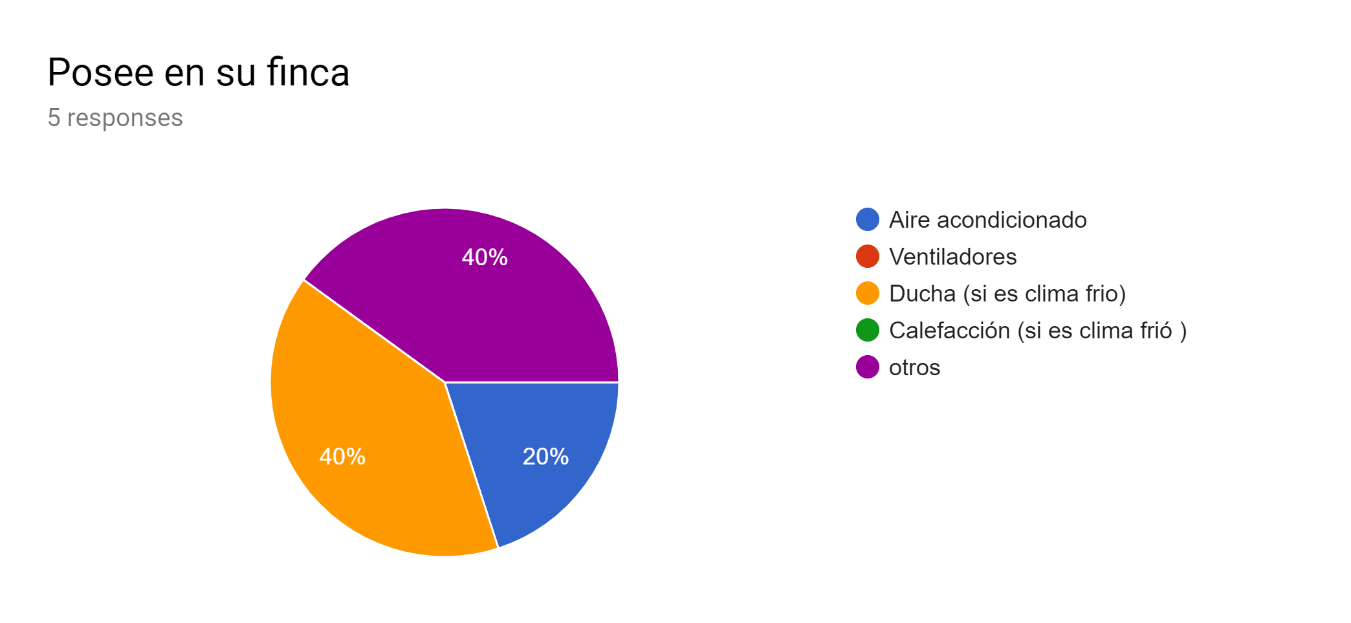 Posee en su finca
5 responses
40%
40%
20%
Aire acondicionado
Ventiladores
Ducha (si es clima frio)
Calefacción (si es clima frió )
otros